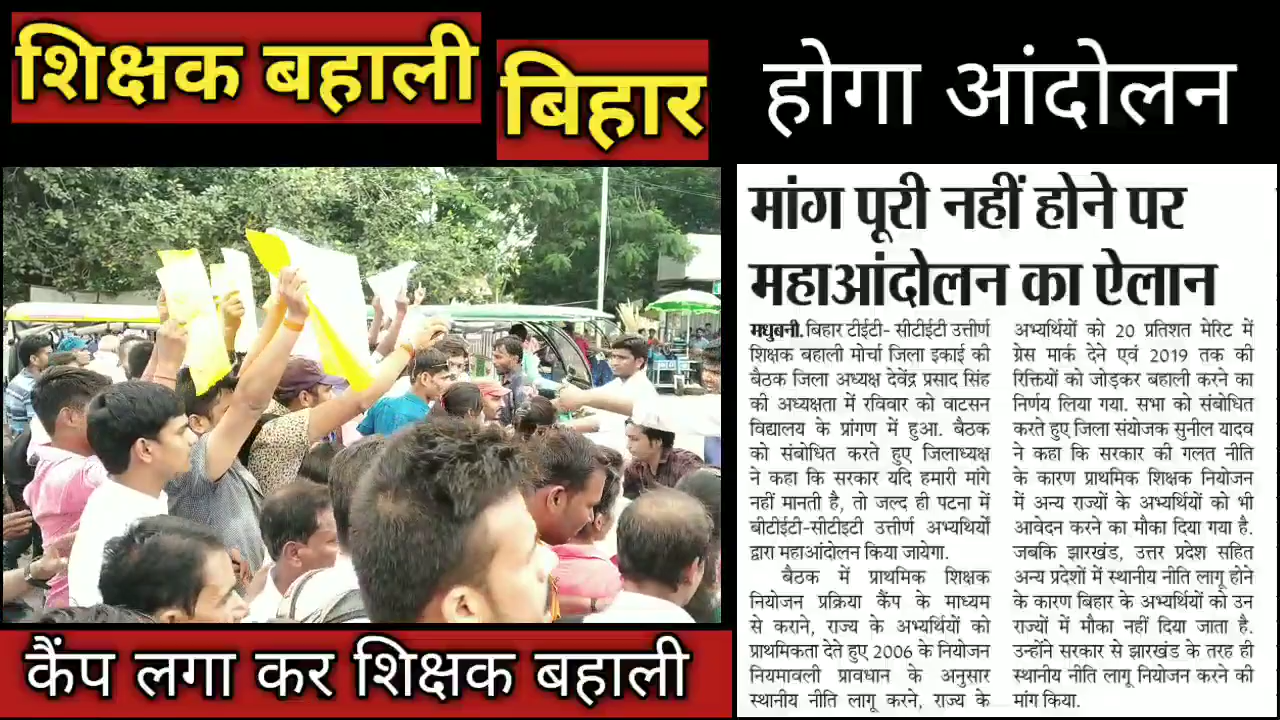 शिक्षक बहाली
बिहार
होगा आंदोलन
मांग पूरी नहीं होने पर
महाआंदोलन का ऐलान
मधुबनी. बिहार टीईटी- सीटीईटी उत्तीर्ण
शिक्षक बहाली मोर्चा जिला इकाई की
बैठक जिला अध्यक्ष देवेंद्र प्रसाद सिंह
की अध्यक्षता में रविवार को वाटसन
विद्यालय के प्रांगण में हुआ. बैठक
को संबोधित करते हुए जिलाध्यक्ष
ने कहा कि सरकार यदि हमारी मांगे
नहीं मानती है, तो जल्द ही पटना में
बीटीईटी-सीटीइटी उत्तीर्ण अभ्यर्थियों
द्वारा महाआंदोलन किया जायेगा.
बैठक में प्राथमिक शिक्षक
नियोजन प्रक्रिया कैंप के माध्यम
से कराने, राज्य के अभ्यर्थियों को
प्राथमिकता देते हुए 2006 के नियोजन
नियमावली प्रावधान के अनुसार
स्थानीय नीति लागू करने, राज्य के
अभ्यर्थियों को 20 प्रतिशत मेरिट में
ग्रेस मार्क देने एवं 2019 तक की
रिक्तियों को जोड़कर बहाली करने का
निर्णय लिया गया. सभा को संबोधित
करते हुए जिला संयोजक सुनील यादव
ने कहा कि सरकार की गलत नीति
के कारण प्राथमिक शिक्षक नियोजन
में अन्य राज्यों के अभ्यर्थियों को भी
आवेदन करने का मौका दिया गया है.
जबकि झारखंड, उत्तर प्रदेश सहित
अन्य प्रदेशों में स्थानीय नीति लागू होने
के कारण बिहार के अभ्यर्थियों को उन
राज्यों में मौका नहीं दिया जाता है.
उन्होंने सरकार से झारखंड के तरह ही
स्थानीय नीति लागू नियोजन करने की
मांग किया.
कैंप लगा कर शिक्षक बहाली